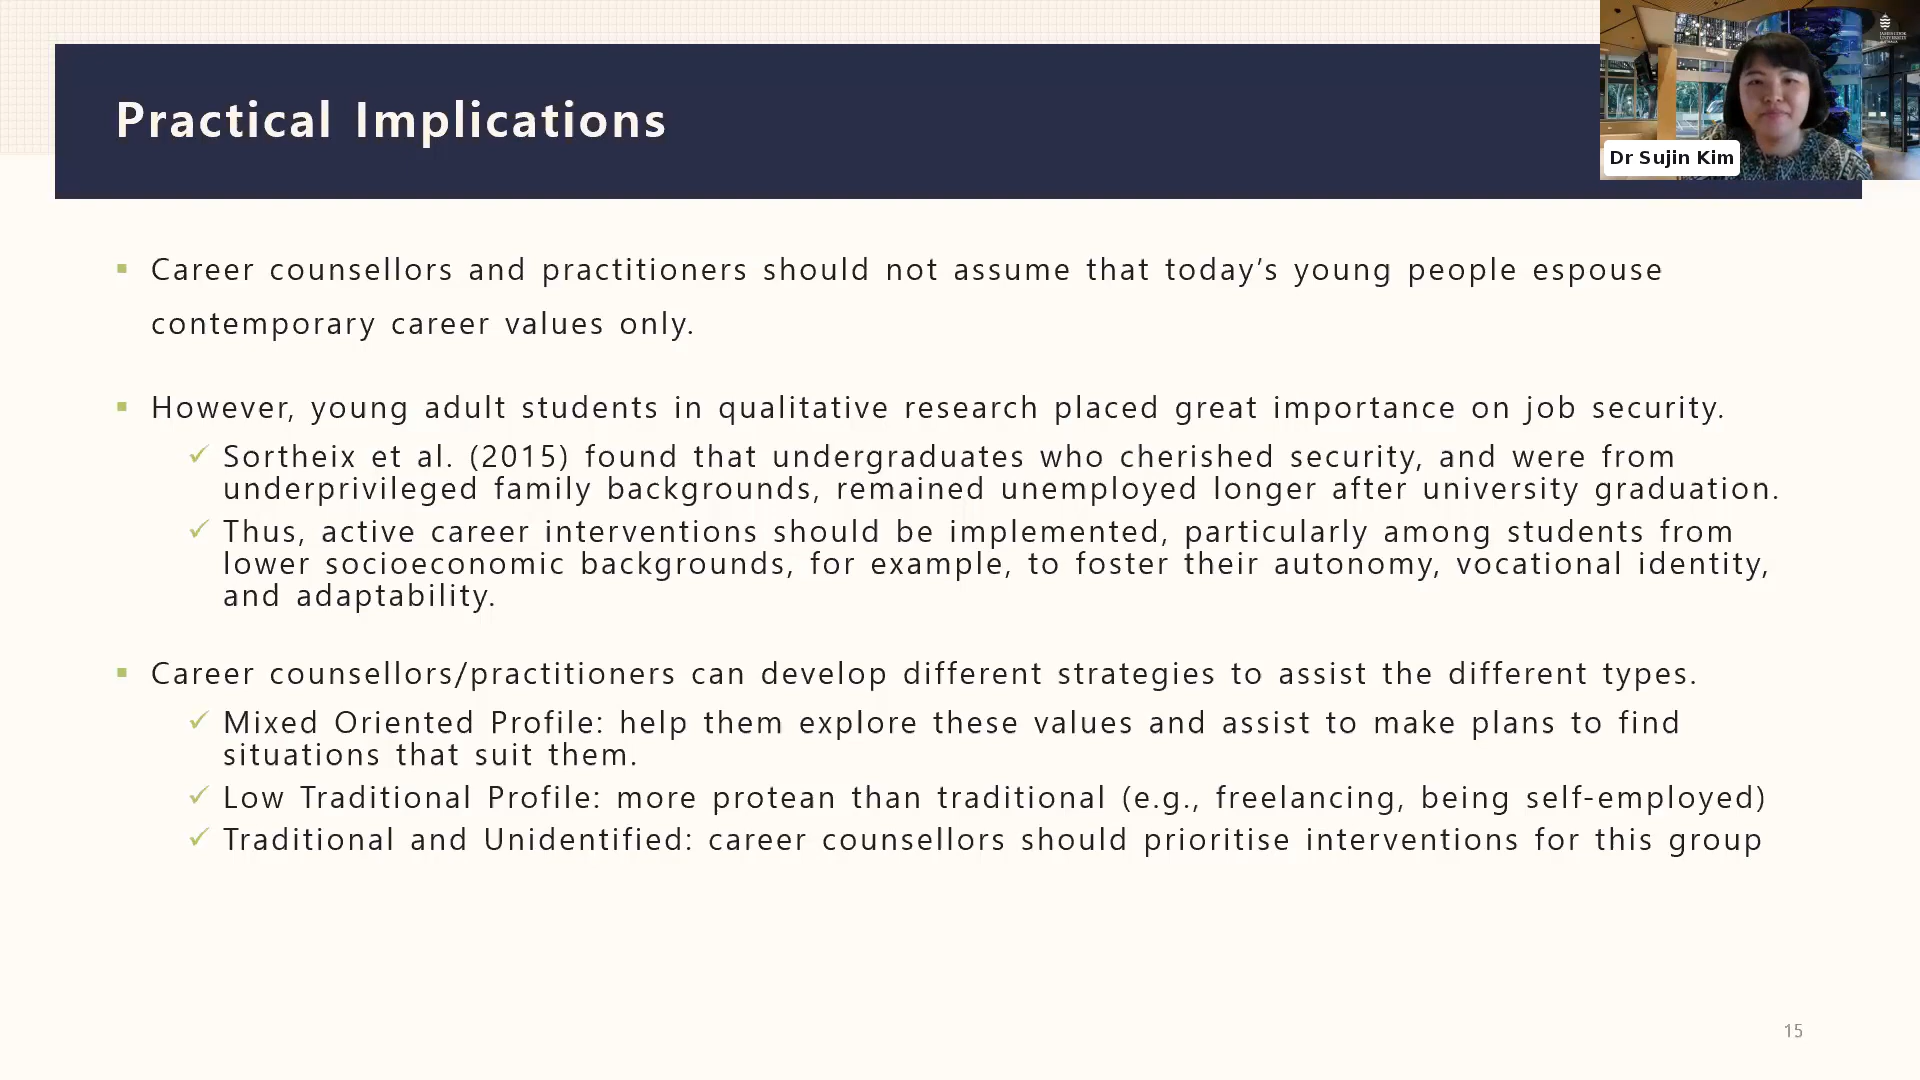 Practical Implications
JAMES COOK
UNIVERSITY
AUSTRALIA
Dr Sujin Kim
Career counsellors and practitioners should not assume that today’s young people espouse
contemporary career values only.
However, young adult students in qualitative research placed great importance on job security.
Sortheix et al. (2015) found that undergraduates who cherished security, and were from
underprivileged family backgrounds, remained unemployed longer after university graduation.
Thus, active career interventions should be implemented, particularly among students from
lower socioeconomic backgrounds, for example, to foster their autonomy, vocational identity,
and adaptability.
Career counsellors/practitioners can develop different strategies to assist the different types.
Mixed Oriented Profile: help them explore these values and assist to make plans to find
situations that suit them.
Low Traditional Profile: more protean than traditional (e.g., freelancing, being self-employed)
Traditional and Unidentified: career counsellors should prioritise interventions for this group
15